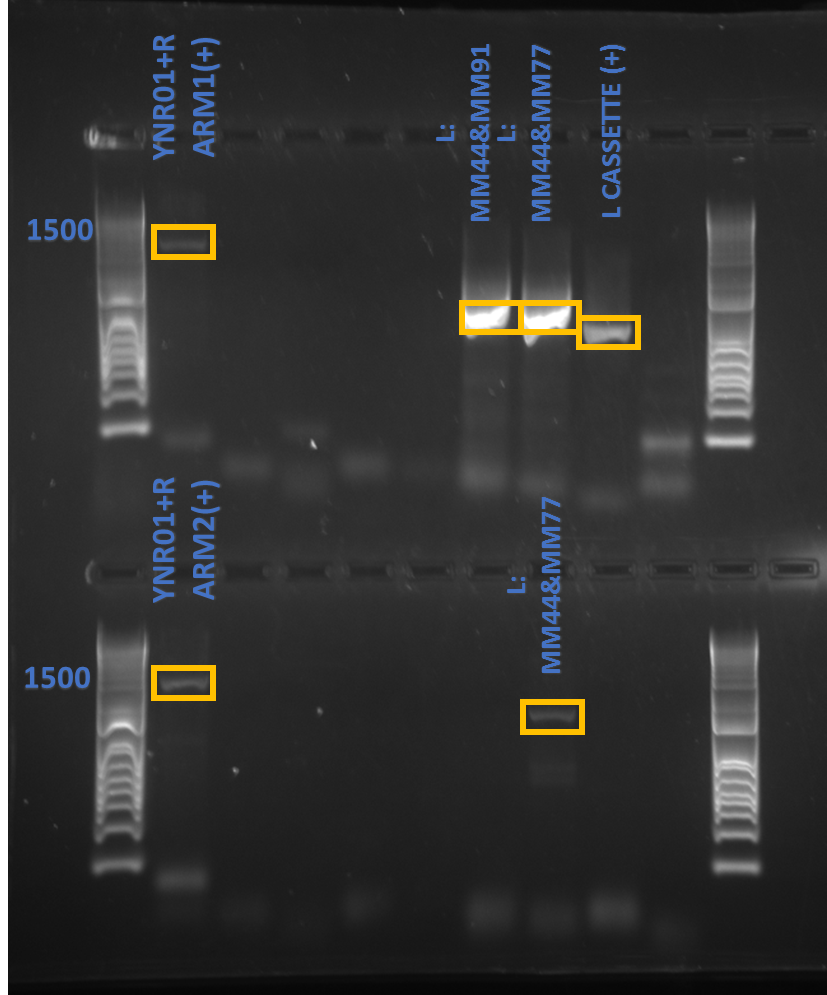 YNR01+R
ARM1(+)
L:
MM44&MM91
L:
MM44&MM77
L CASSETTE (+)
1500
YNR01+R
ARM2(+)
L:
MM44&MM77
1500